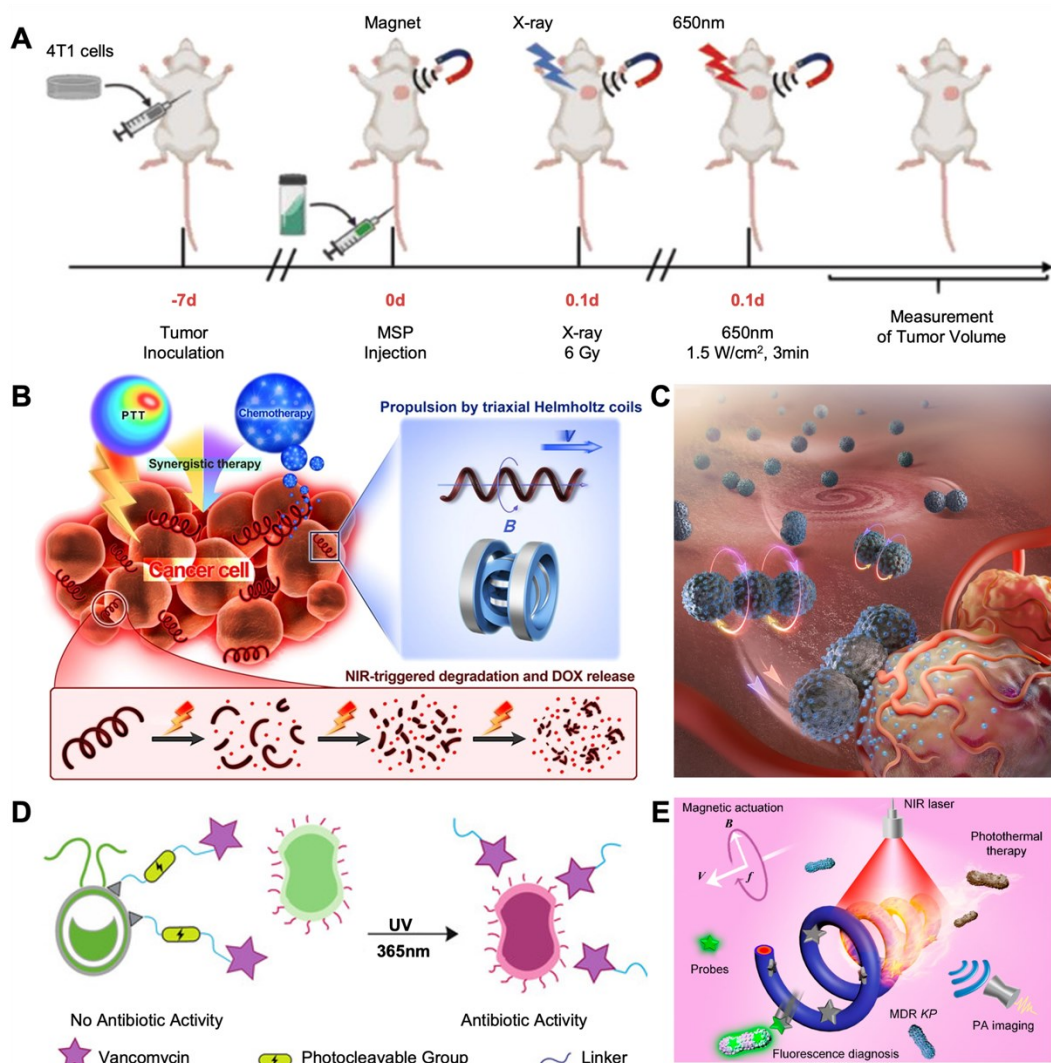 A
4T1 cells
Magnet
X-ray
650nm
-7d
0d
0.1d
0.1d
Tumor
Inoculation
MSP
Injection
X-ray
6 Gy
650nm
1.5 W/cm², 3min
Measurement
of Tumor Volume
B
PTT
Chemotherapy
Synergistic therapy
Cancer cell
Propulsion by triaxial Helmholtz coils
V
B
NIR-triggered degradation and DOX release
C
D
UV
365nm
No Antibiotic Activity
Antibiotic Activity
Vancomycin
Photocleavable Group
Linker
E
Magnetic actuation
B
V
f
NIR laser
Photothermal
therapy
Probes
MDR KP
PA imaging
Fluorescence diagnosis